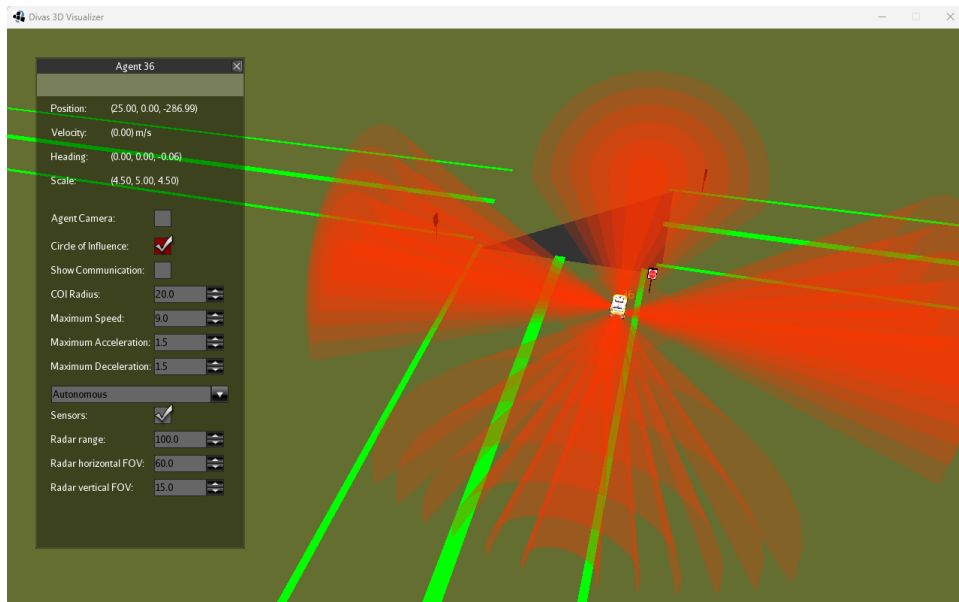 Divas 3D Visualizer
Agent 36
Position: (25.00, 0.00, -286.99)
Velocity: (0.00) m/s
Heading: (0.00, 0.00, -0.06)
Scale: (4.50, 5.00, 4.50)
Agent Camera:
Circle of Influence:
Show Communication:
COI Radius: 20.0
Maximum Speed: 9.0
Maximum Acceleration: 1.5
Maximum Deceleration: 1.5
Autonomous
Sensors:
Radar range: 100.0
Radar horizontal FOV: 60.0
Radar vertical FOV: 15.0
36